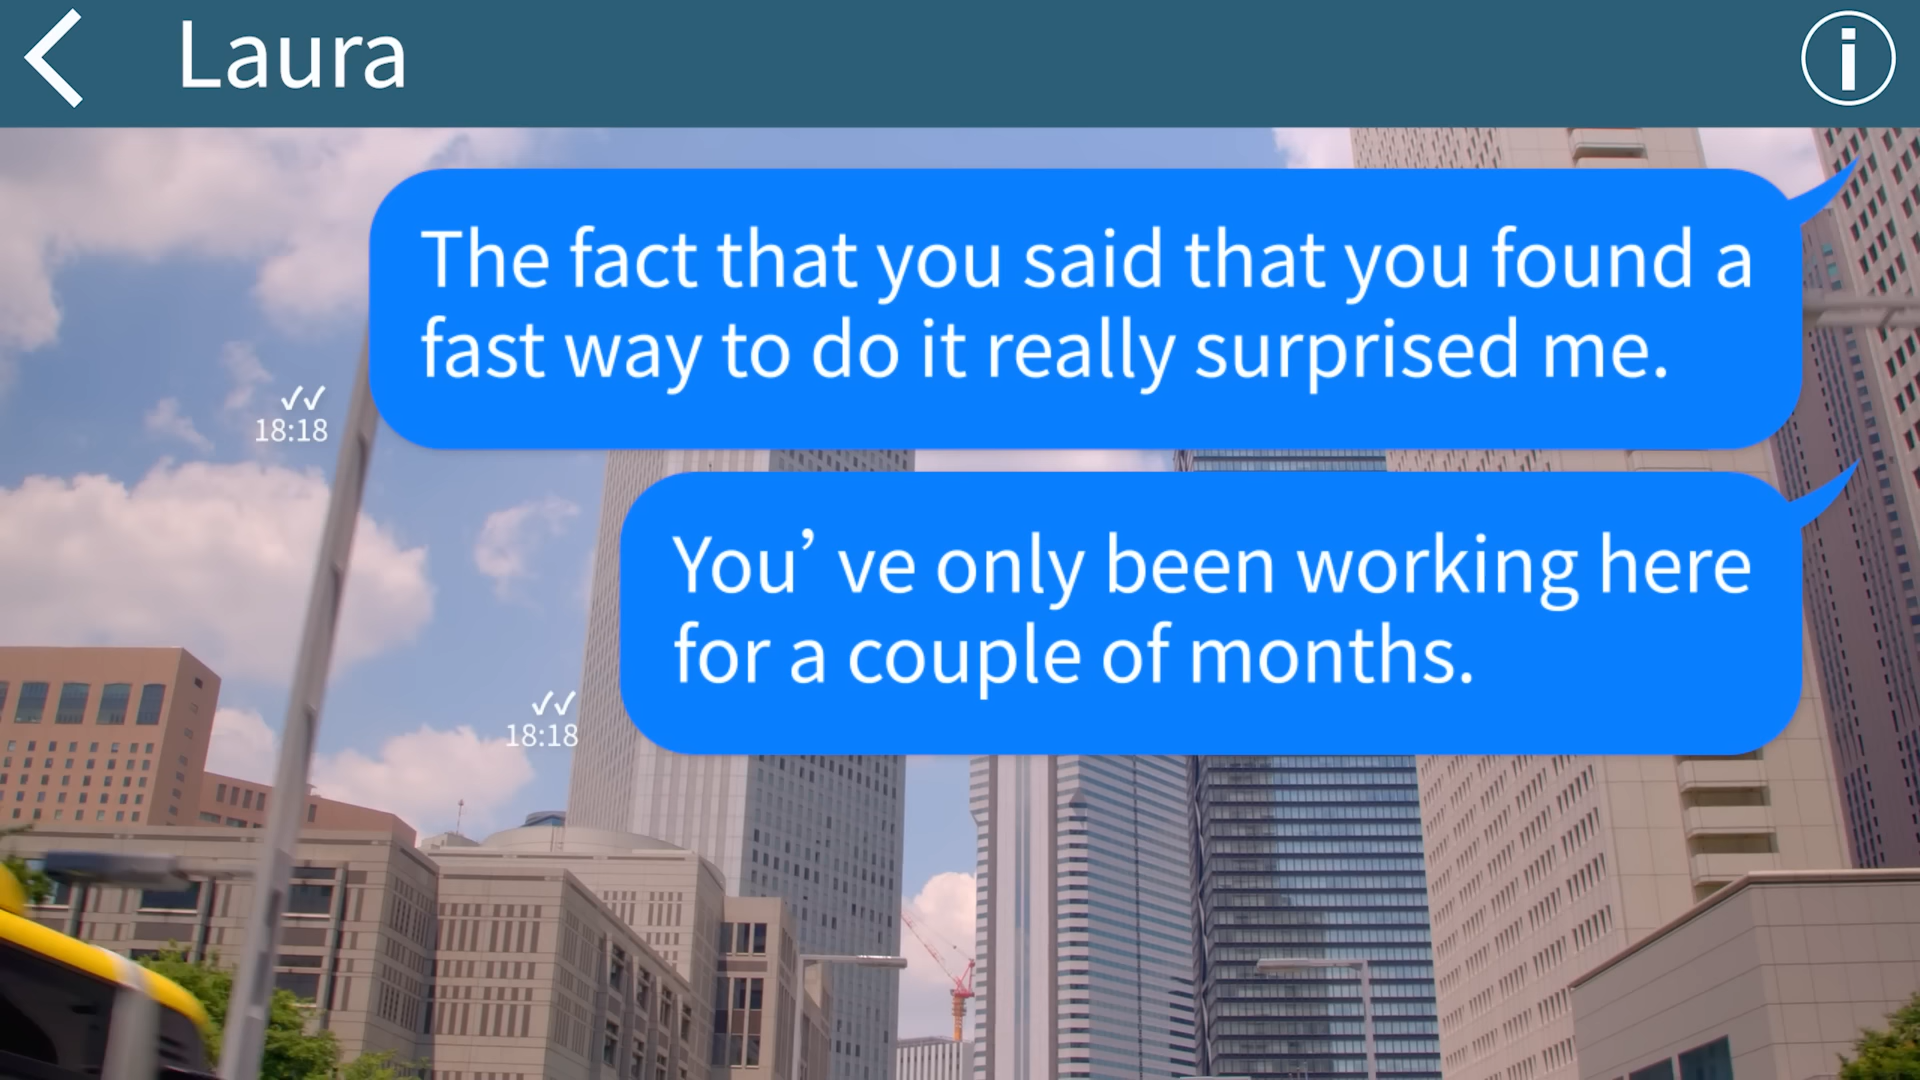 Laura
The fact that you said that you found a
fast way to do it really surprised me.
18:18
You’ ve only been working here
for a couple of months.
18:18